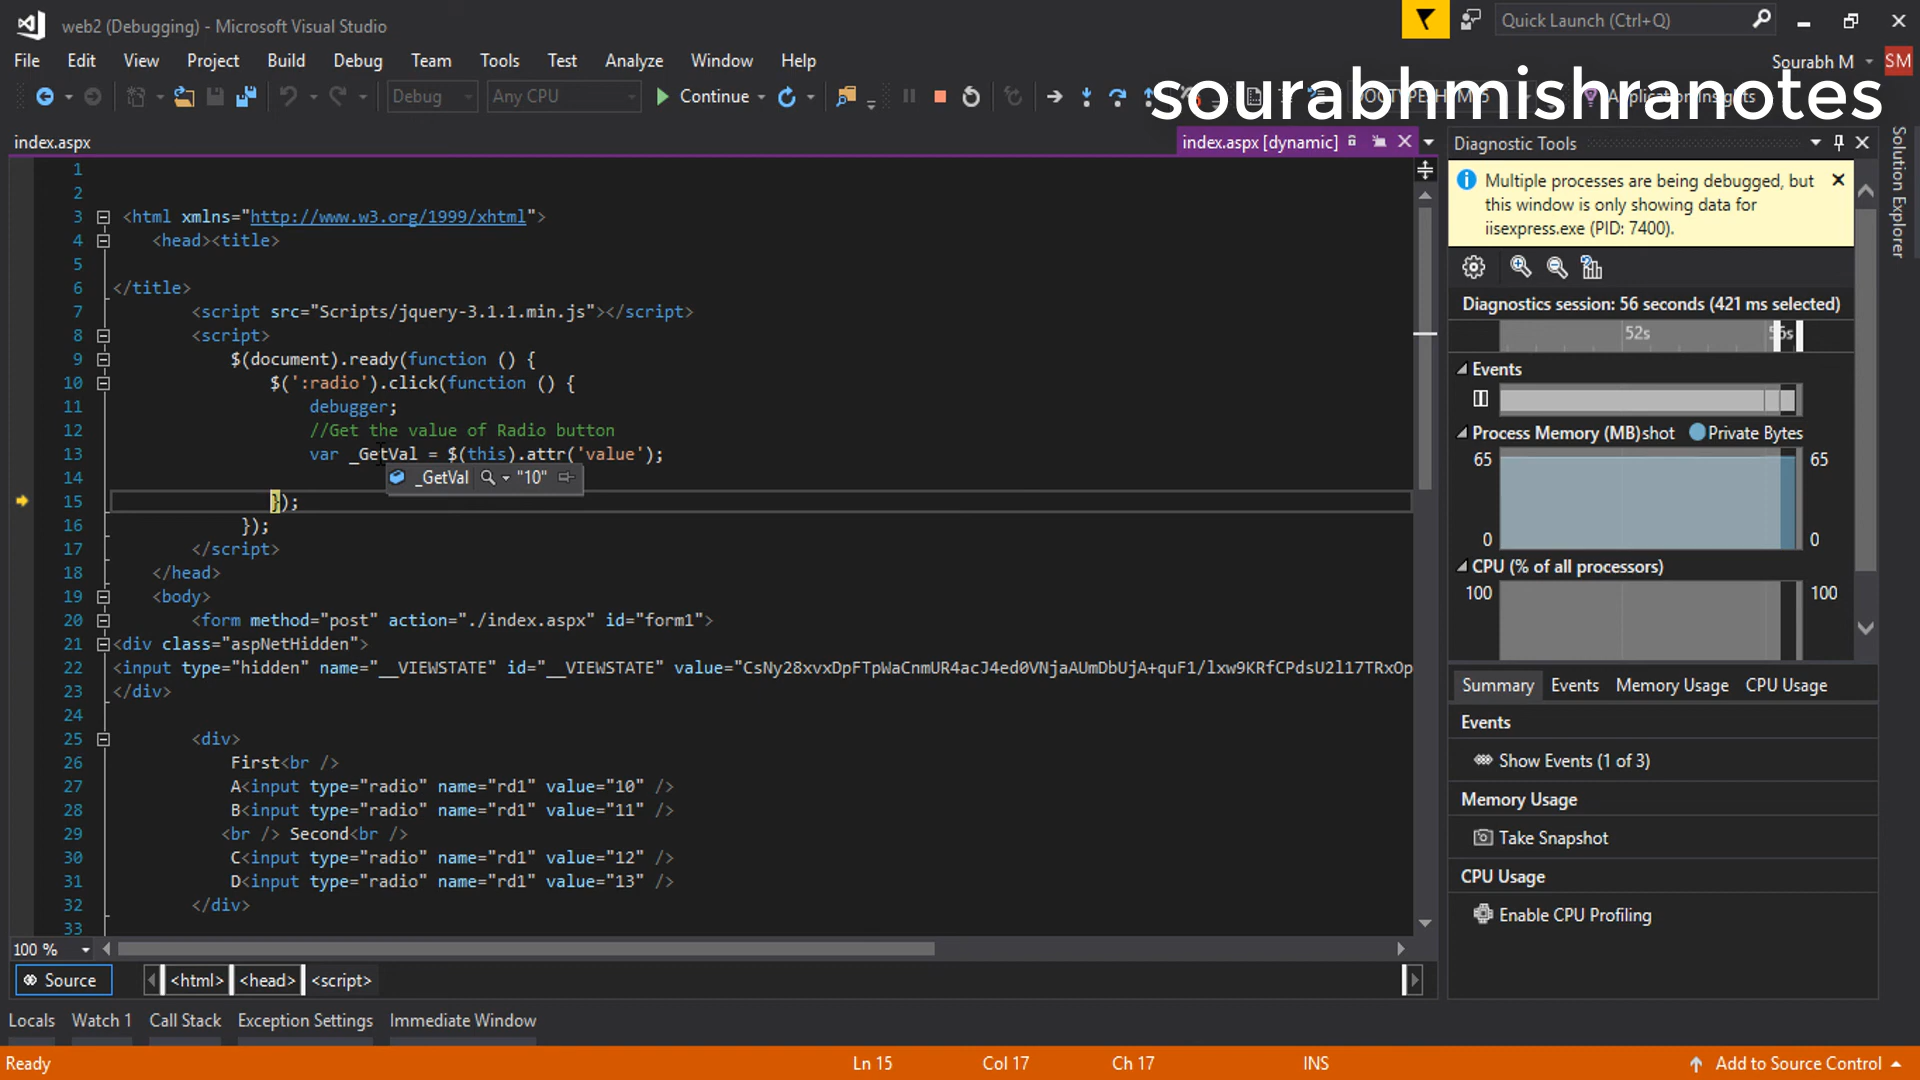 web2 (Debugging) - Microsoft Visual Studio
Quick Launch (Ctrl+Q)
File Edit View Project Build Debug Team Tools Test Analyze Window Help
Sourabh M SM
Debug Any CPU Continue
sourabhmishranotes
index.aspx
index.aspx [dynamic]
1
2
3 <html xmlns="http://www.w3.org/1999/xhtml">
4 <head><title>
5
6 </title>
7 <script src="Scripts/jquery-3.1.1.min.js"></script>
8 <script>
9 $(document).ready(function () {
10 $(':radio').click(function () {
11 debugger;
12 //Get the value of Radio button
13 var _GetVal = $(this).attr('value');
14 _GetVal "10"
15 });
16 });
17 </script>
18 </head>
19 <body>
20 <form method="post" action="./index.aspx" id="form1">
21 <div class="aspNetHidden">
22 <input type="hidden" name="__VIEWSTATE" id="__VIEWSTATE" value="CsNy28xvxDpFTpWaCnmUR4acJ4ed0VNjaAUmDbUjA+quF1/lxw9KRfCPdsU2l17TRxOp
23 </div>
24
25 <div>
26 First<br />
27 A<input type="radio" name="rd1" value="10" />
28 B<input type="radio" name="rd1" value="11" />
29 <br /> Second<br />
30 C<input type="radio" name="rd1" value="12" />
31 D<input type="radio" name="rd1" value="13" />
32 </div>
33
100 %
Source <html> <head> <script>
Locals Watch 1 Call Stack Exception Settings Immediate Window
Ready Ln 15 Col 17 Ch 17 INS Add to Source Control
Diagnostic Tools
Multiple processes are being debugged, but
this window is only showing data for
iisexpress.exe (PID: 7400).
Diagnostics session: 56 seconds (421 ms selected)
52s
Events
Process Memory (MB)shot Private Bytes
65 65
0 0
CPU (% of all processors)
100 100
Summary Events Memory Usage CPU Usage
Events
Show Events (1 of 3)
Memory Usage
Take Snapshot
CPU Usage
Enable CPU Profiling
Solution Explorer